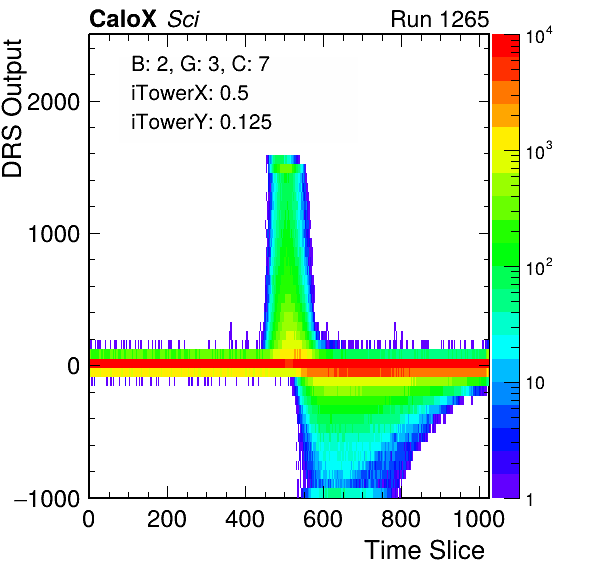 CaloX Sci Run 1265
B: 2, G: 3, C: 7
iTowerX: 0.5
iTowerY: 0.125
DRS Output
2000
1000
0
−1000
0 200 400 600 800 1000
Time Slice
10^4
10^3
10^2
10
1